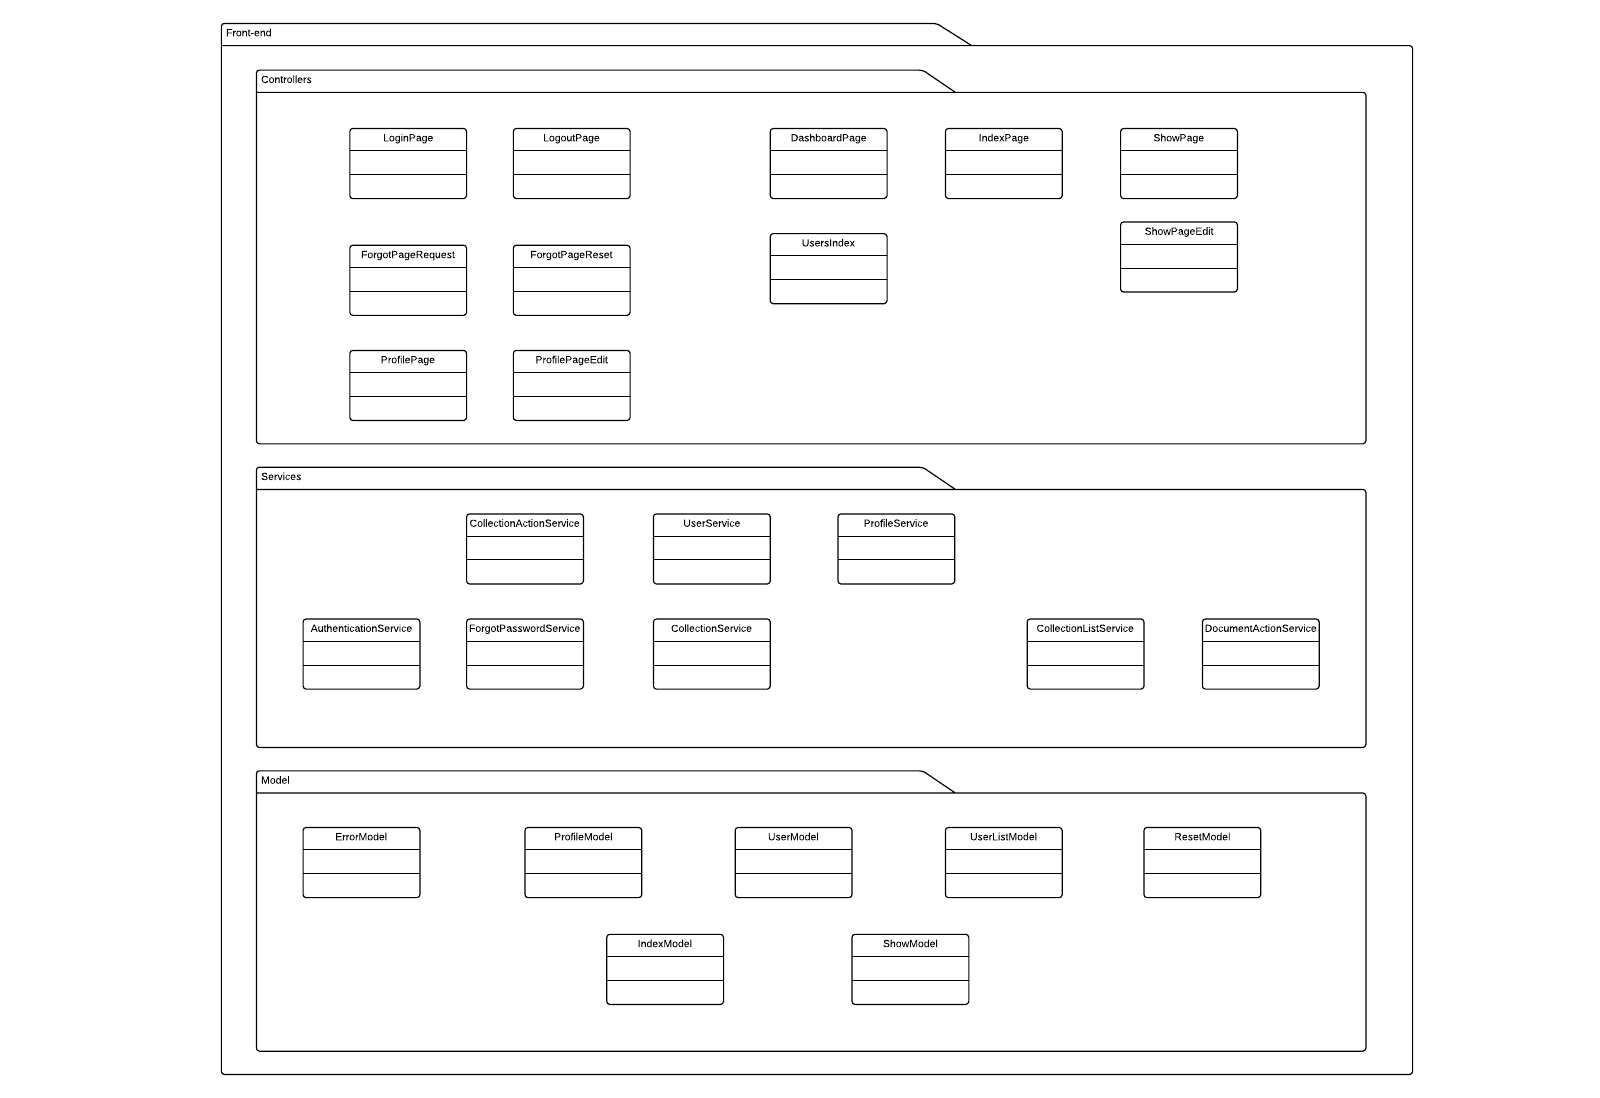 Front-end
Controllers
LoginPage
LogoutPage
DashboardPage
IndexPage
ShowPage
ForgotPageRequest
ForgotPageReset
UsersIndex
ShowPageEdit
ProfilePage
ProfilePageEdit
Services
CollectionActionService
UserService
ProfileService
AuthenticationService
ForgotPasswordService
CollectionService
CollectionListService
DocumentActionService
Model
ErrorModel
ProfileModel
UserModel
UserListModel
ResetModel
IndexModel
ShowModel